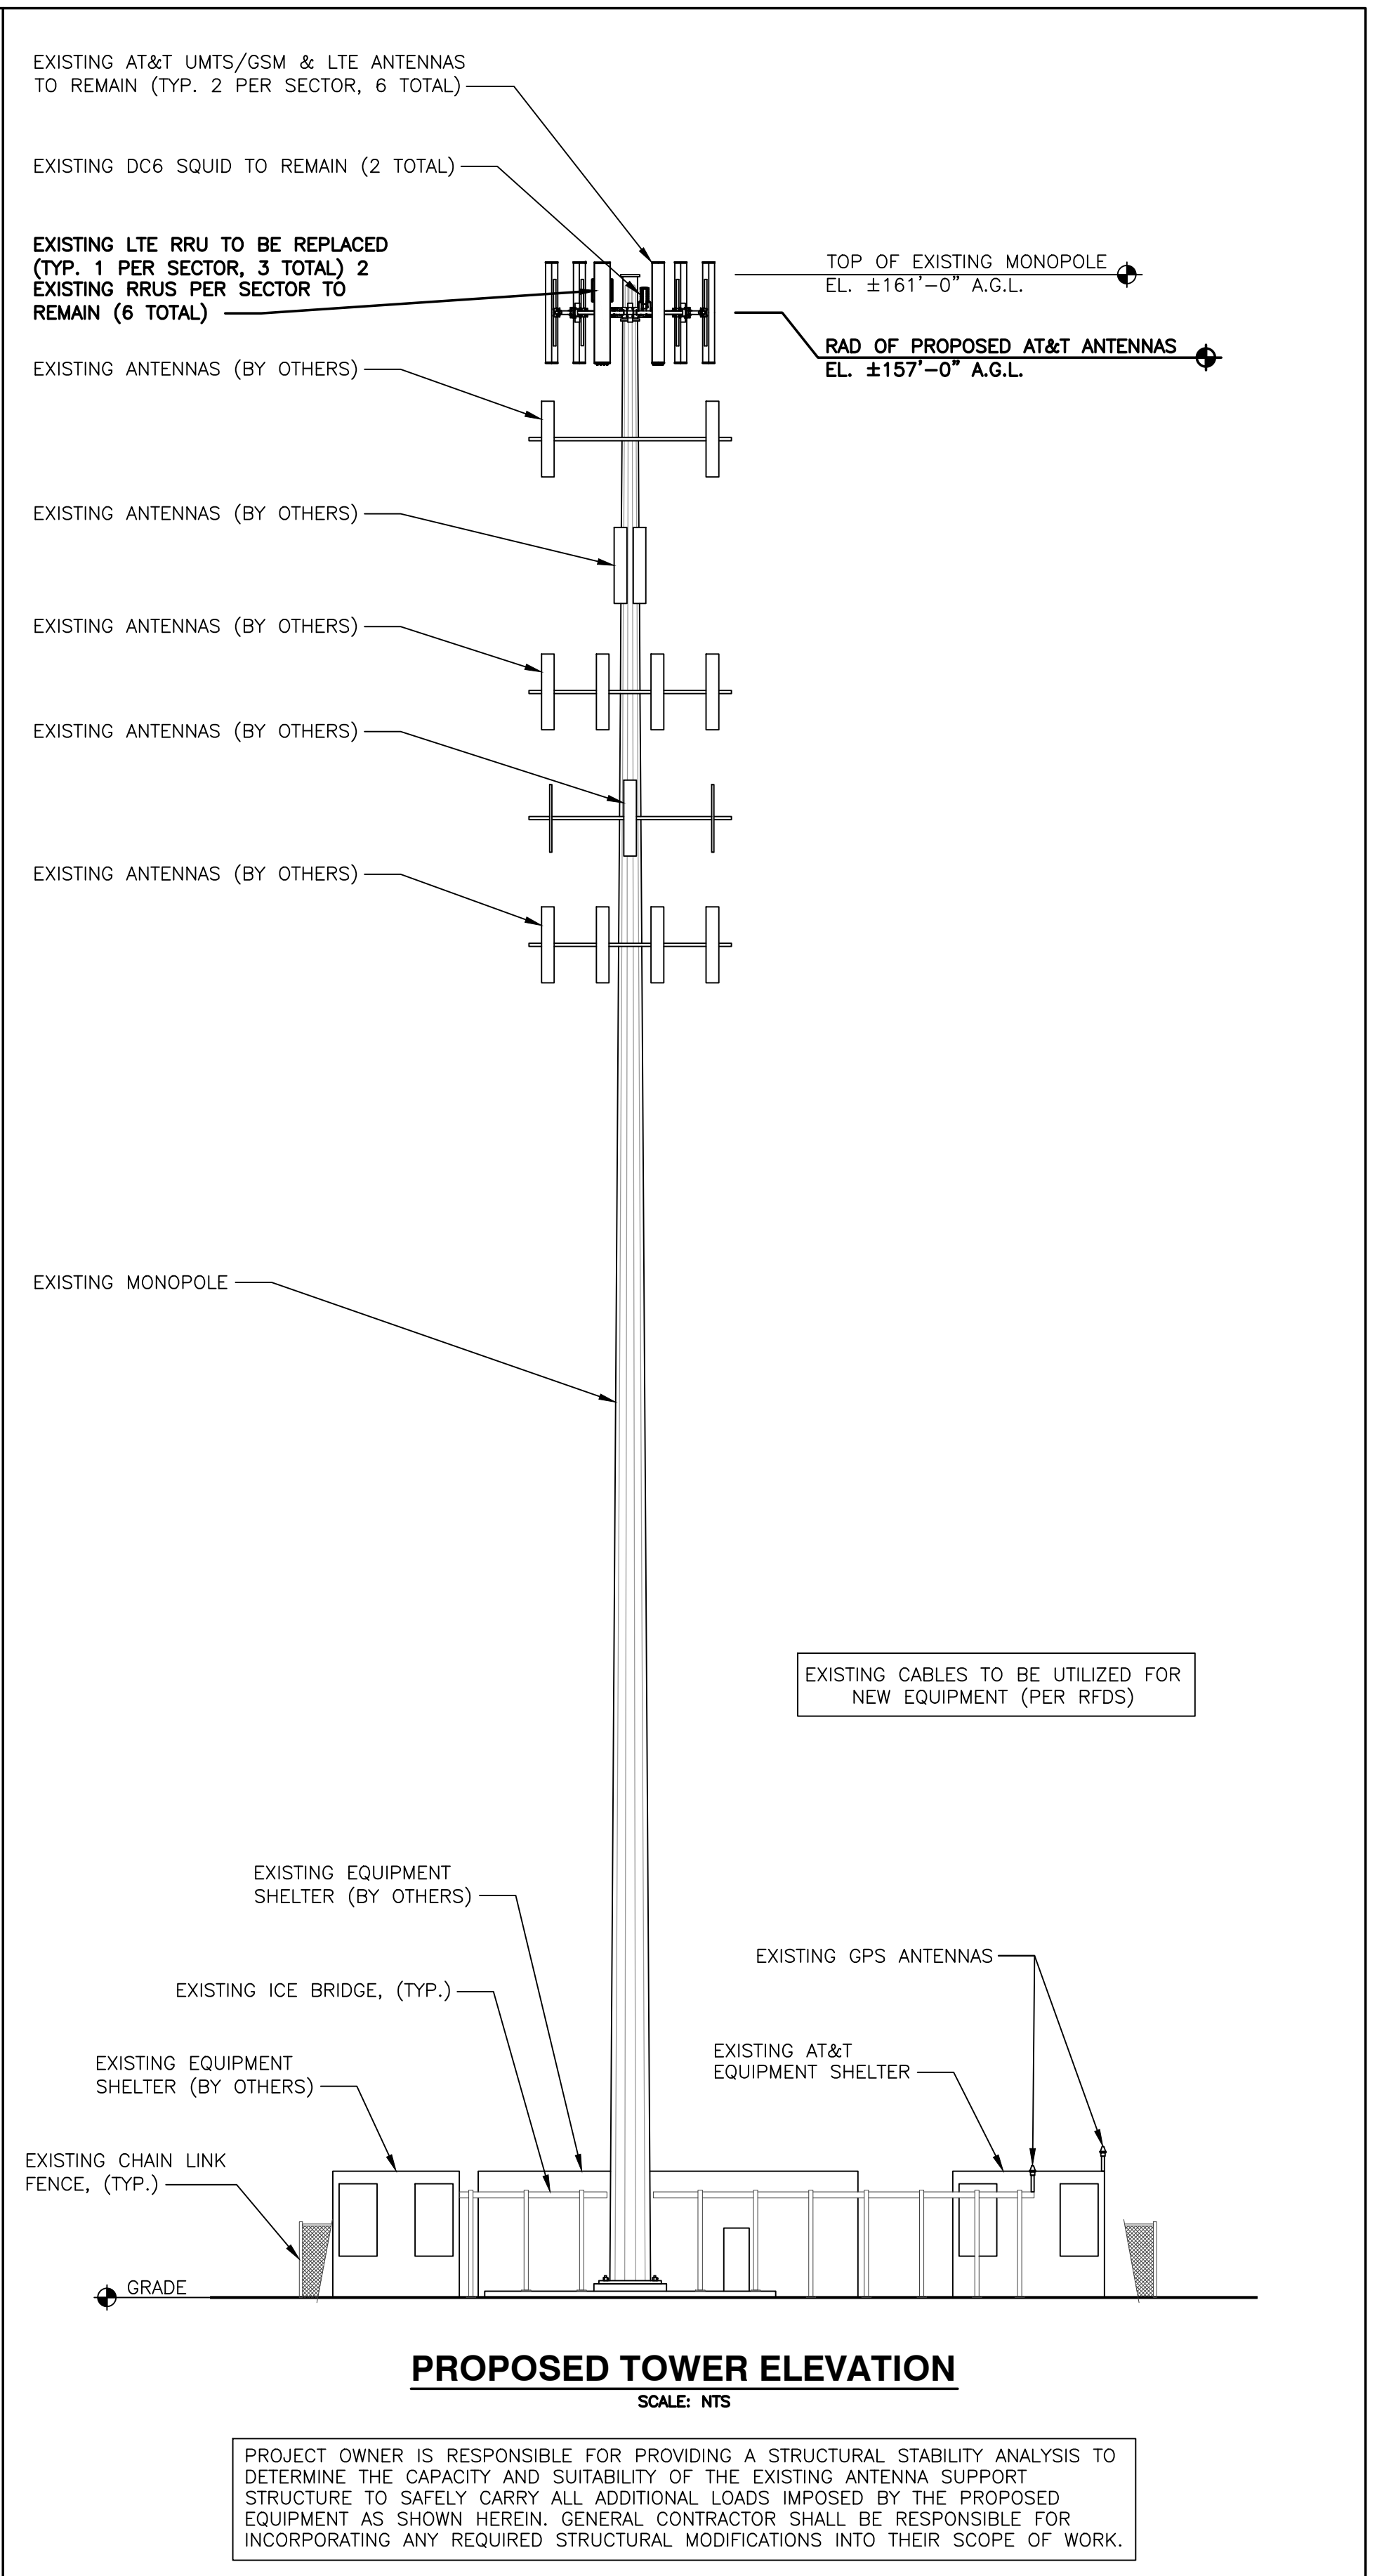 EXISTING AT&T UMTS/GSM & LTE ANTENNAS
TO REMAIN (TYP. 2 PER SECTOR, 6 TOTAL)
EXISTING DC6 SQUID TO REMAIN (2 TOTAL)
EXISTING LTE RRU TO BE REPLACED
(TYP. 1 PER SECTOR, 3 TOTAL) 2
EXISTING RRUS PER SECTOR TO
REMAIN (6 TOTAL)
TOP OF EXISTING MONOPOLE
EL. ±161'-0" A.G.L.
RAD OF PROPOSED AT&T ANTENNAS
EL. ±157'-0" A.G.L.
EXISTING ANTENNAS (BY OTHERS)
EXISTING ANTENNAS (BY OTHERS)
EXISTING ANTENNAS (BY OTHERS)
EXISTING ANTENNAS (BY OTHERS)
EXISTING ANTENNAS (BY OTHERS)
EXISTING MONOPOLE
EXISTING CABLES TO BE UTILIZED FOR
NEW EQUIPMENT (PER RFDS)
EXISTING EQUIPMENT
SHELTER (BY OTHERS)
EXISTING GPS ANTENNAS
EXISTING ICE BRIDGE, (TYP.)
EXISTING AT&T
EQUIPMENT SHELTER
EXISTING EQUIPMENT
SHELTER (BY OTHERS)
EXISTING CHAIN LINK
FENCE, (TYP.)
GRADE
PROPOSED TOWER ELEVATION
SCALE: NTS
PROJECT OWNER IS RESPONSIBLE FOR PROVIDING A STRUCTURAL STABILITY ANALYSIS TO
DETERMINE THE CAPACITY AND SUITABILITY OF THE EXISTING ANTENNA SUPPORT
STRUCTURE TO SAFELY CARRY ALL ADDITIONAL LOADS IMPOSED BY THE PROPOSED
EQUIPMENT AS SHOWN HEREIN. GENERAL CONTRACTOR SHALL BE RESPONSIBLE FOR
INCORPORATING ANY REQUIRED STRUCTURAL MODIFICATIONS INTO THEIR SCOPE OF WORK.